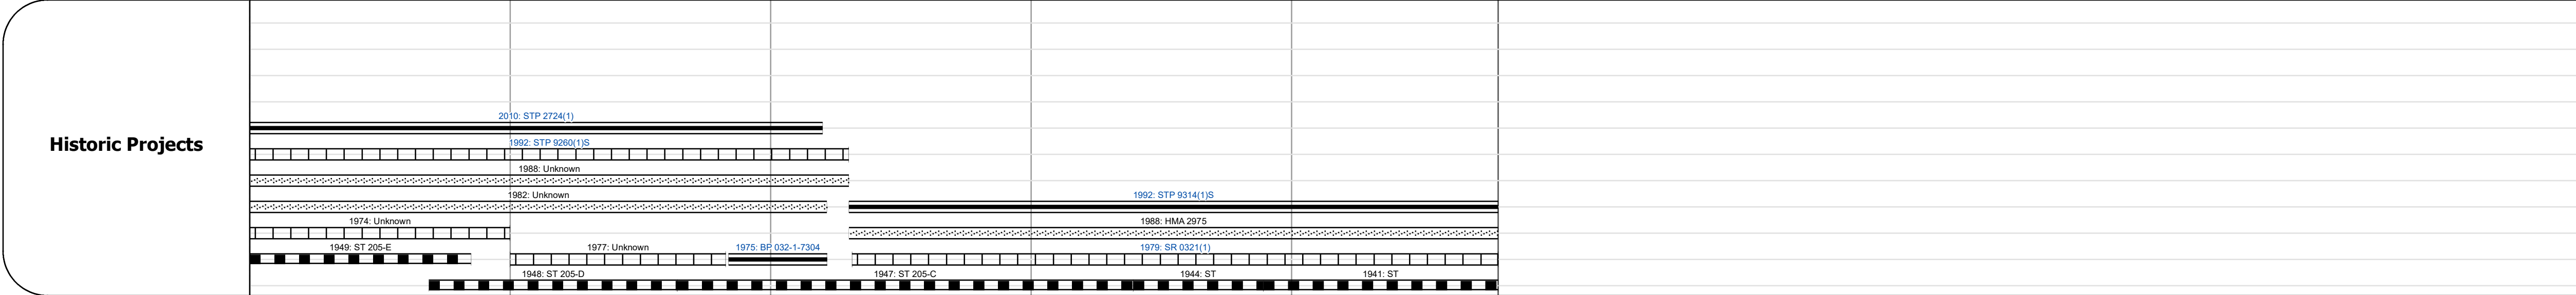 Historic Projects
2010: STP 2724(1)
1992: STP 9260(1)S
1988: Unknown
1982: Unknown 1992: STP 9314(1)S
1974: Unknown 1988: HMA 2975
1949: ST 205-E 1977: Unknown 1975: BP 032-1-7304 1979: SR 0321(1)
1948: ST 205-D 1947: ST 205-C 1944: ST 1941: ST